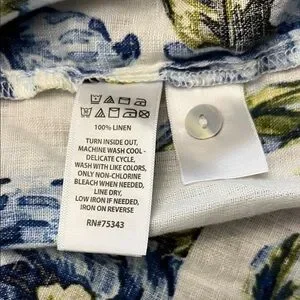 100% LINEN
TURN INSIDE OUT,
MACHINE WASH COOL -
DELICATE CYCLE.
WASH WITH LIKE COLORS,
ONLY NON-CHLORINE
BLEACH WHEN NEEDED,
LINE DRY,
LOW IRON IF NEEDED,
IRON ON REVERSE
RN#75343